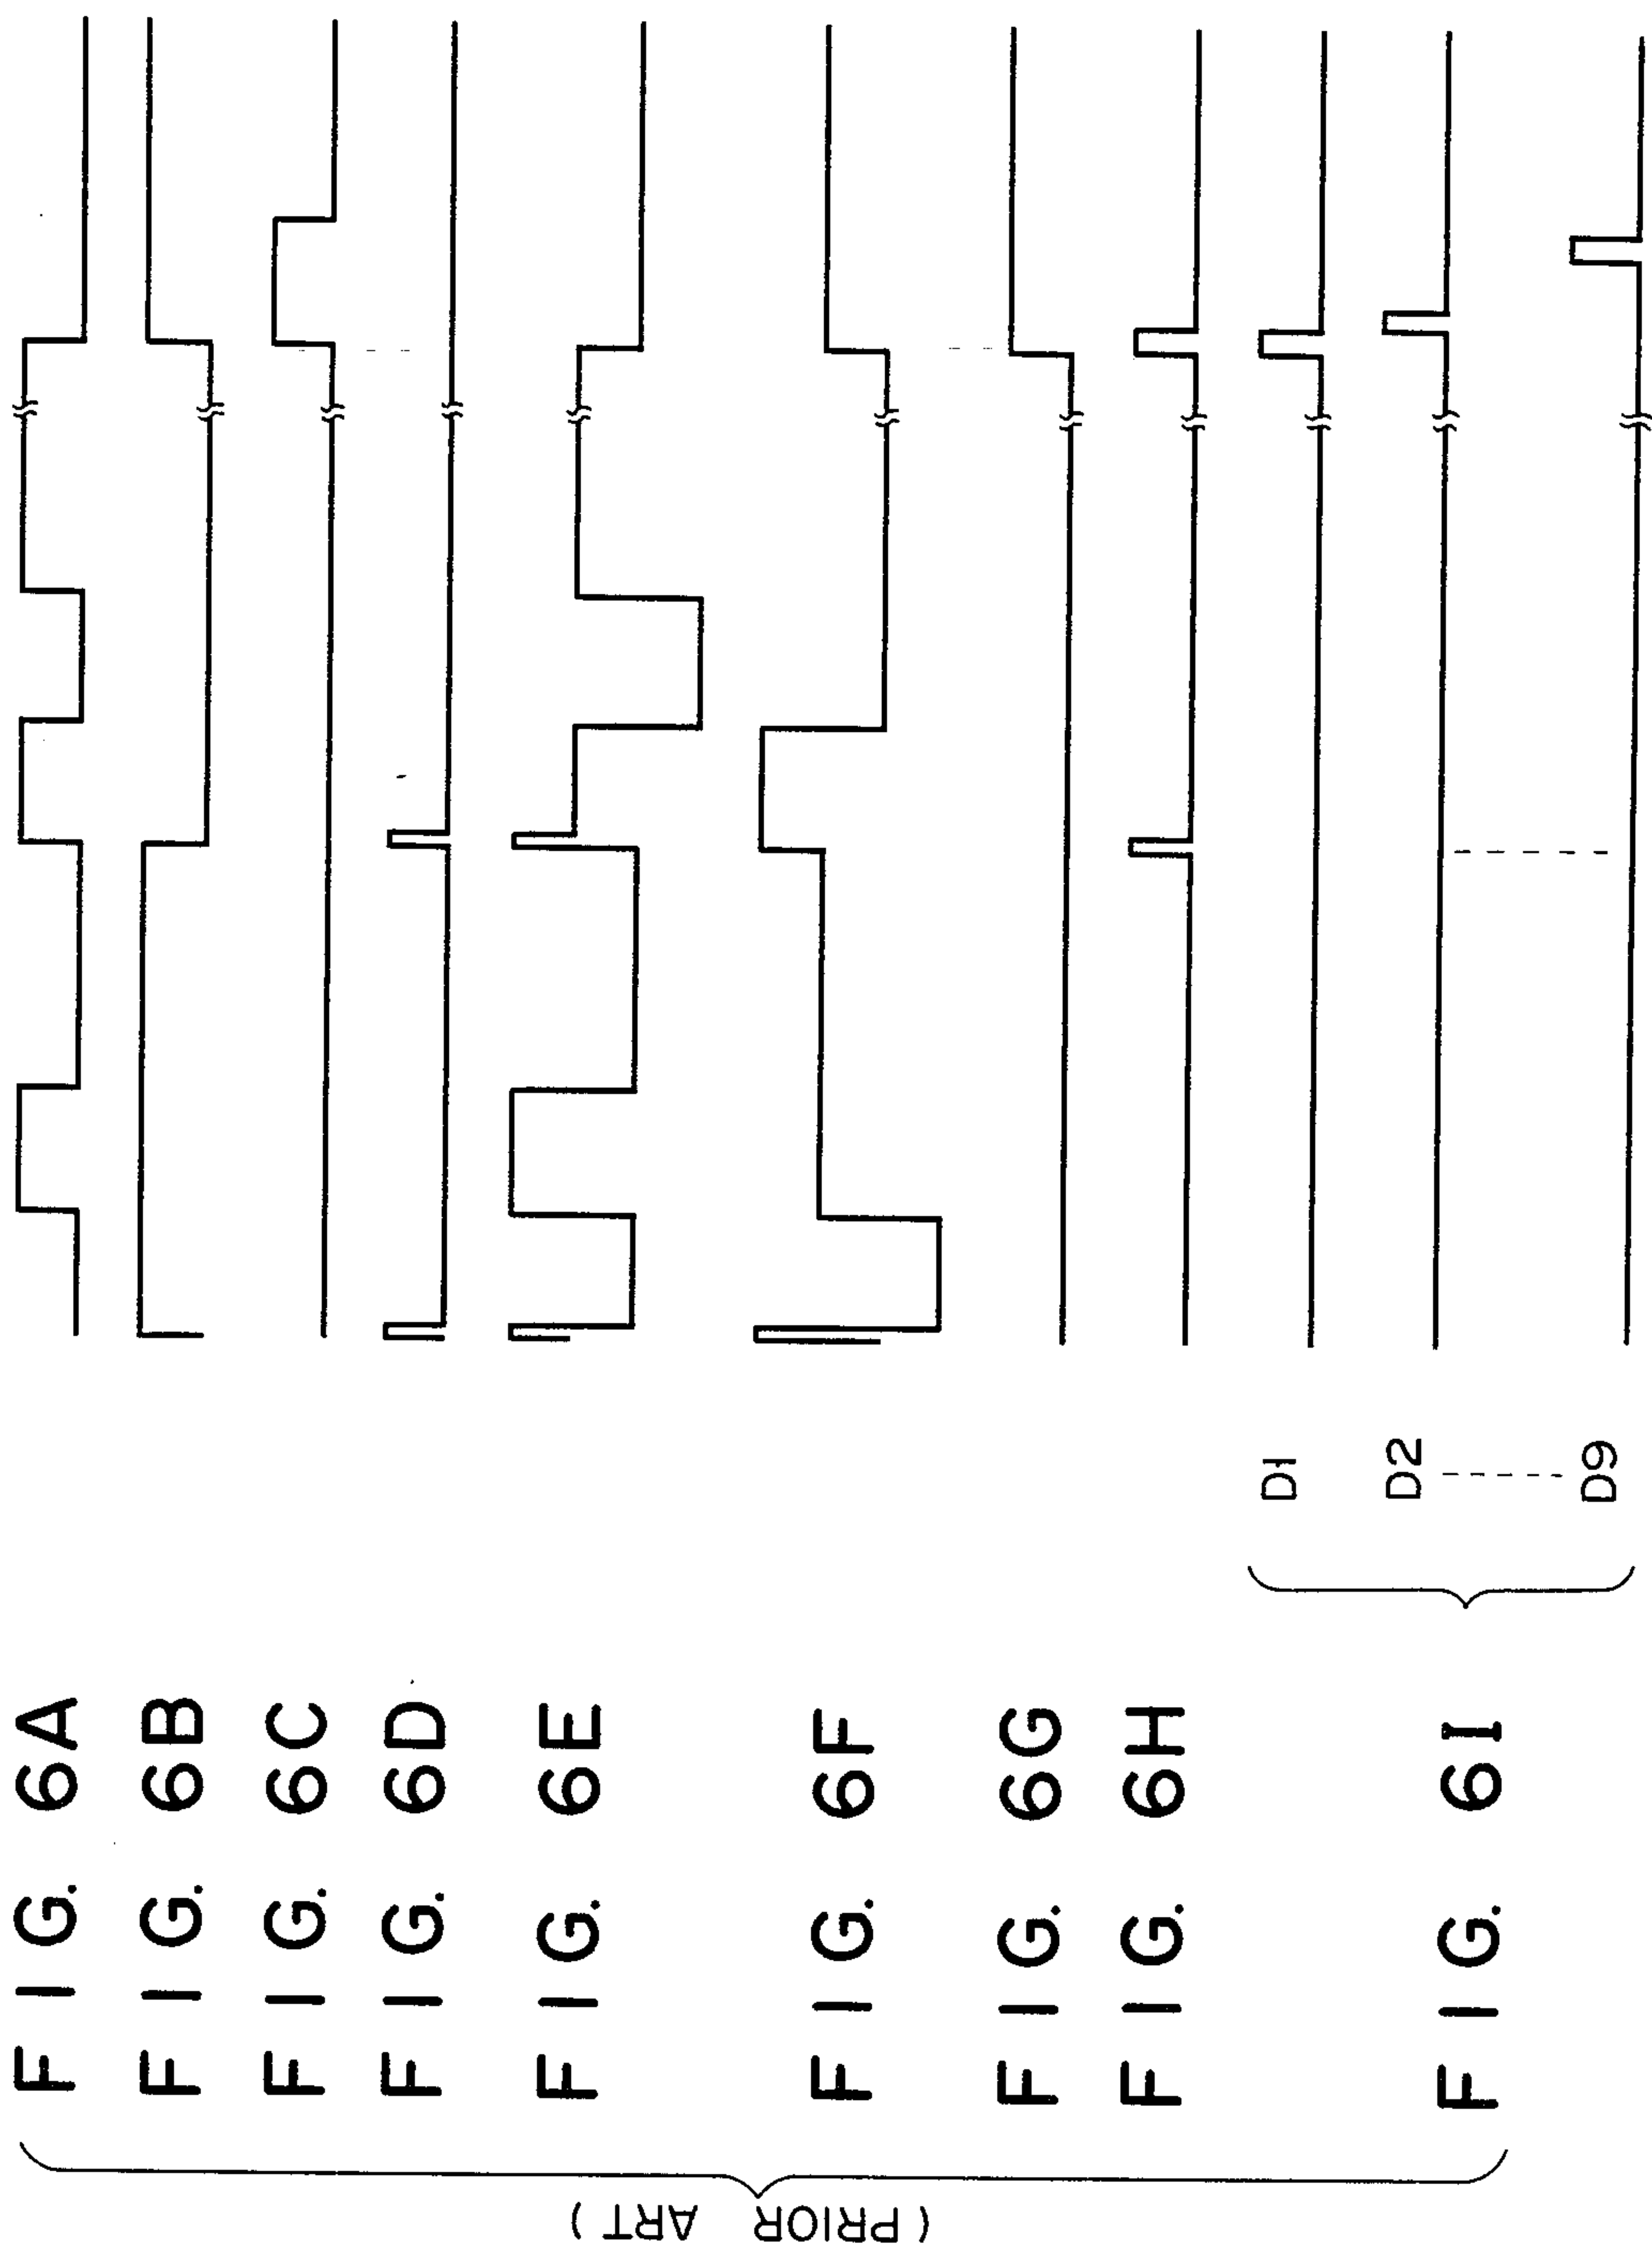 (PRIOR ART)
FIG. 6A
FIG. 6B
FIG. 6C
FIG. 6D
FIG. 6E
FIG. 6F
FIG. 6G
FIG. 6H
FIG. 6I
D1
D2
D9